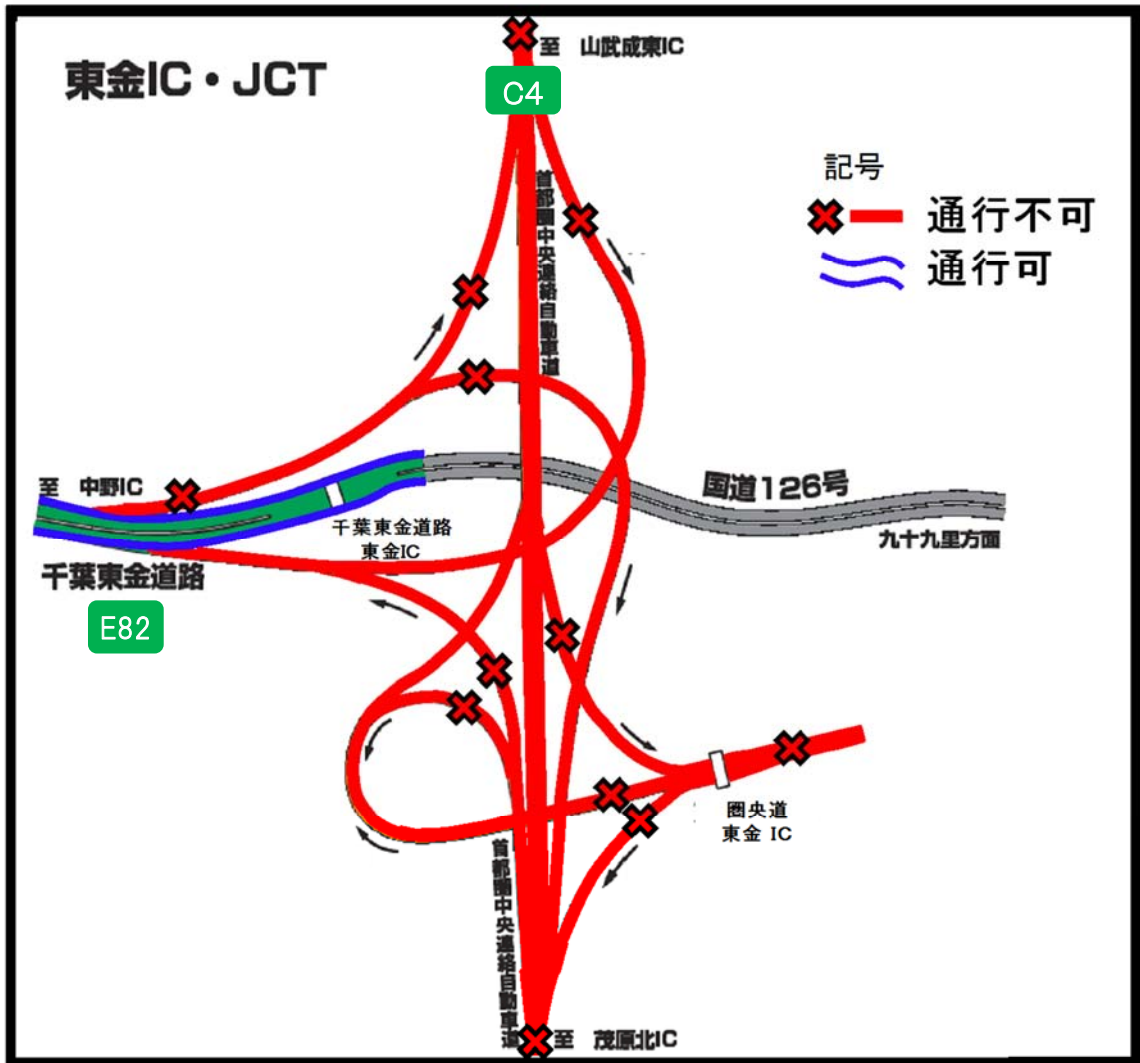 至 山武成東IC
東金IC・JCT
C4
首都圏中央連絡自動車道
記号
通行不可
通行可
至 中野IC
国道126号
千葉東金道路
東金IC
九十九里方面
千葉東金道路
E82
圏央道
東金 IC
首都圏中央連絡自動車道
至 茂原北IC